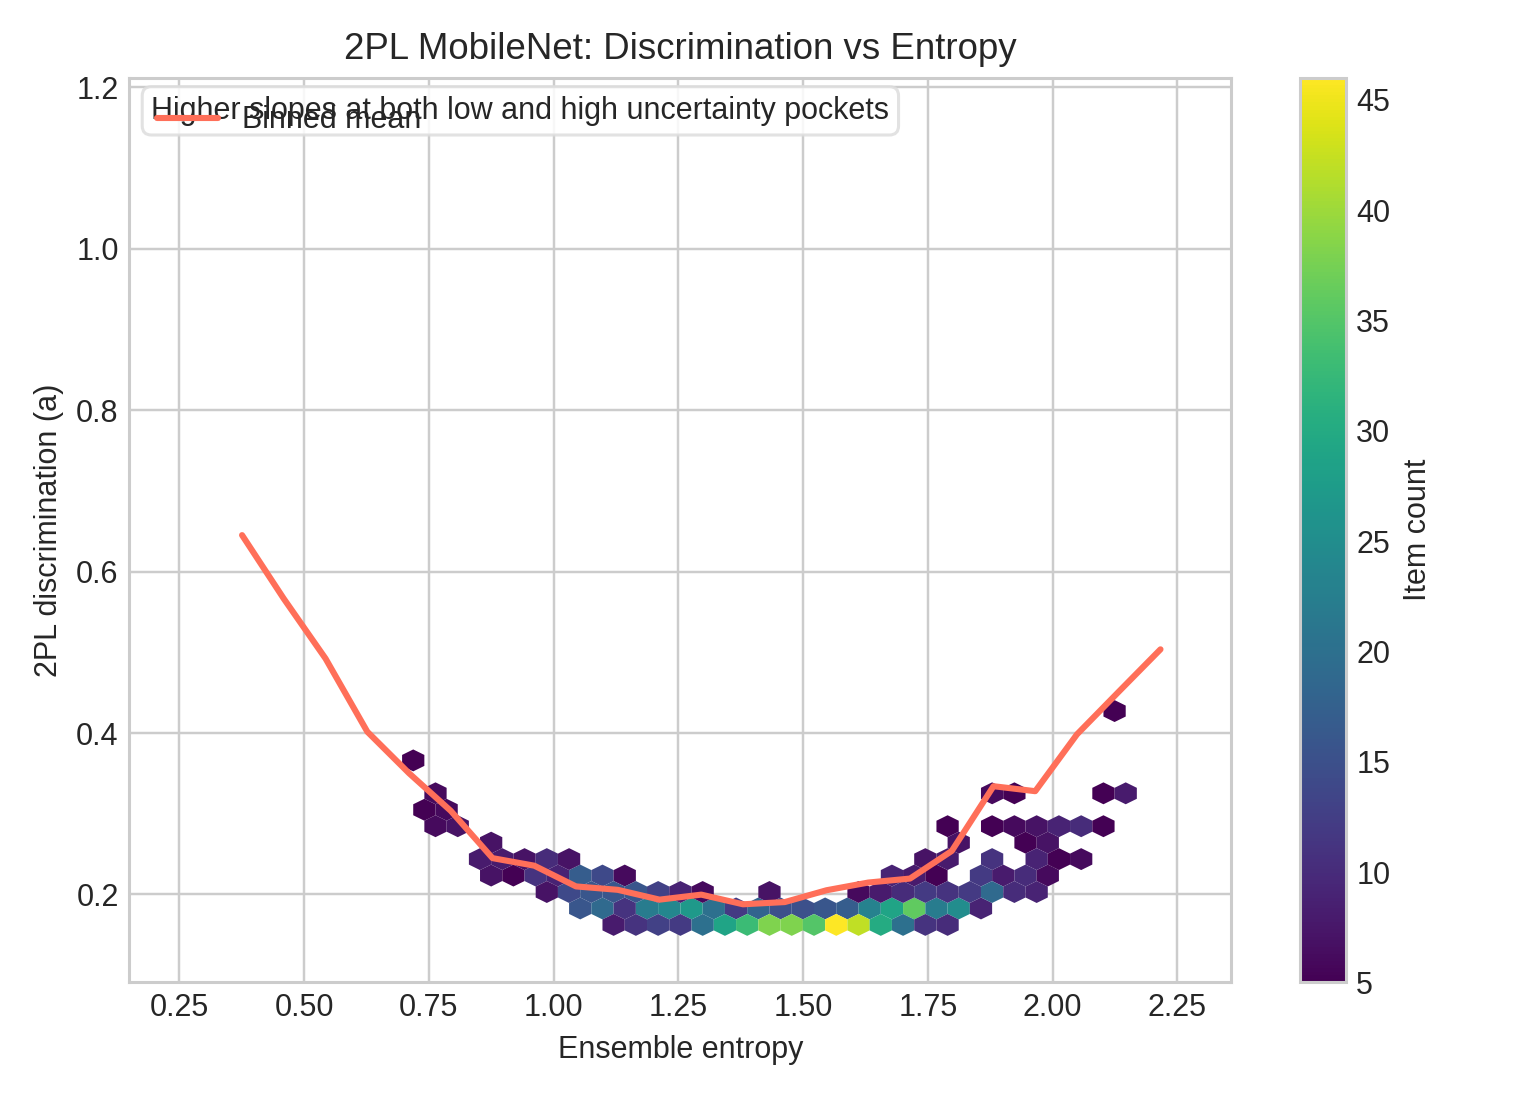 2PL MobileNet: Discrimination vs Entropy
Higher slopes at both low and high uncertainty pockets
Binned mean
2PL discrimination (a)
1.2
1.0
0.8
0.6
0.4
0.2
0.25 0.50 0.75 1.00 1.25 1.50 1.75 2.00 2.25
Ensemble entropy
45
40
35
30
25
20
15
10
5
Item count